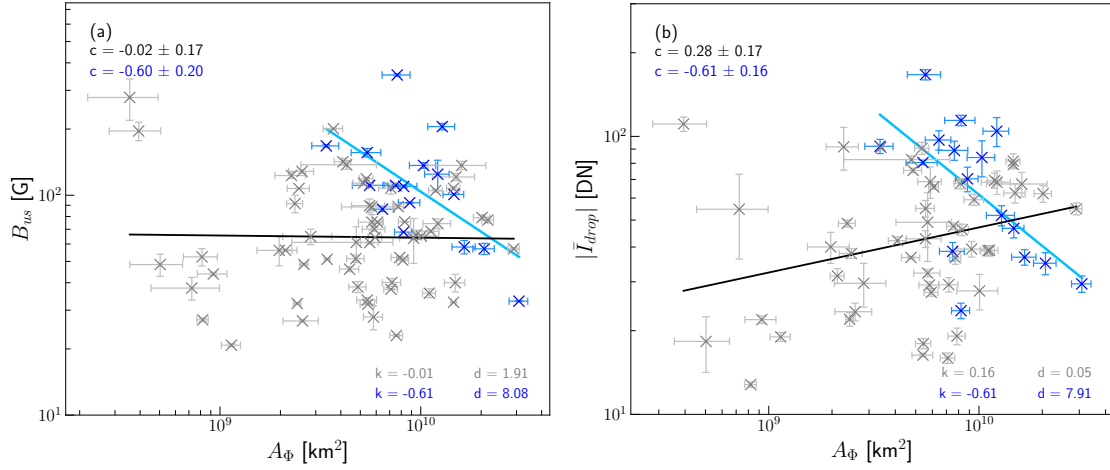 (a)
c = -0.02 ± 0.17
c = -0.60 ± 0.20
B_us [G]
10^2
10^1
k = -0.01 d = 1.91
k = -0.61 d = 8.08
10^9 10^10
A_Φ [km^2]
(b)
c = 0.28 ± 0.17
c = -0.61 ± 0.16
|Ī_drop| [DN]
10^2
10^1
k = 0.16 d = 0.05
k = -0.61 d = 7.91
10^9 10^10
A_Φ [km^2]